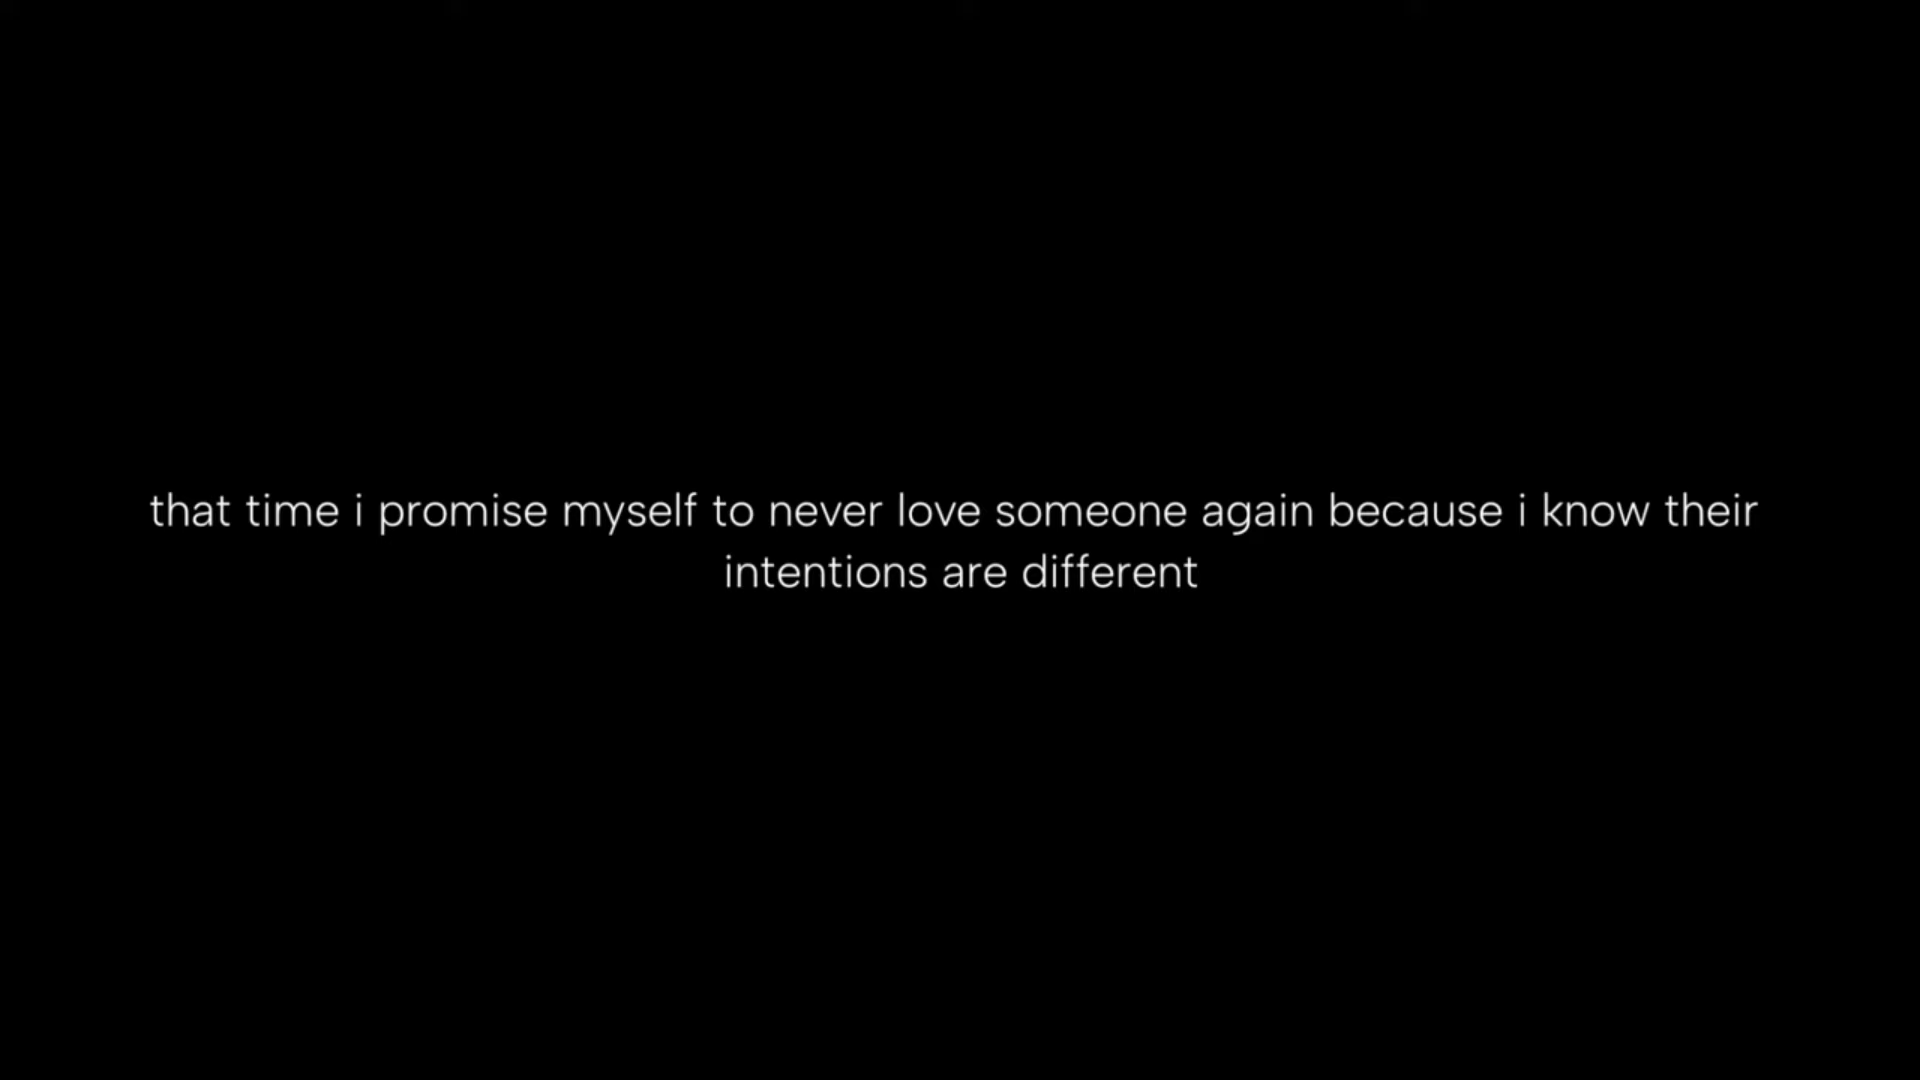 that time i promise myself to never love someone again because i know their
intentions are different